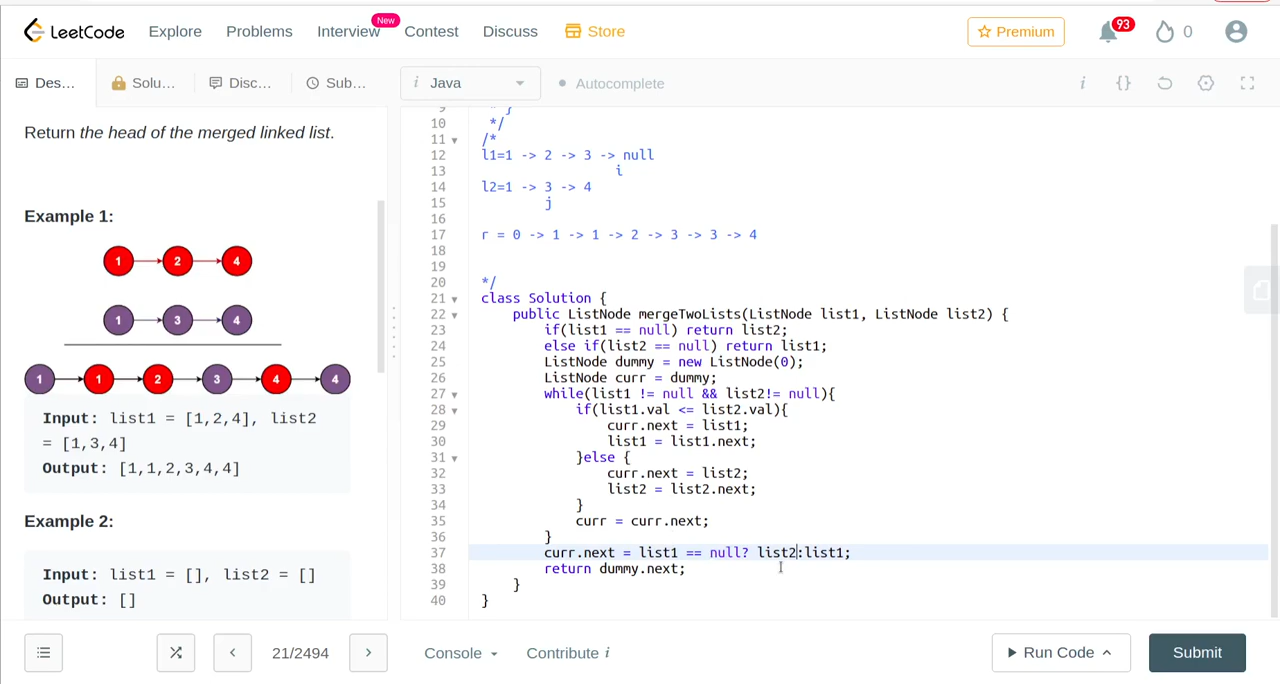 LeetCode Explore Problems Interview New Contest Discuss Store Premium 93 0
Des... Solu... Disc... Sub... i Java Autocomplete i {}
Return the head of the merged linked list.
Example 1:
1 2 4
1 3 4
1 1 2 3 4 4
Input: list1 = [1,2,4], list2
= [1,3,4]
Output: [1,1,2,3,4,4]
Example 2:
Input: list1 = [], list2 = []
Output: []
9 * }
10 */
11 /*
12 l1=1 -> 2 -> 3 -> null
13 i
14 l2=1 -> 3 -> 4
15 j
16
17 r = 0 -> 1 -> 1 -> 2 -> 3 -> 3 -> 4
18
19
20 */
21 class Solution {
22 public ListNode mergeTwoLists(ListNode list1, ListNode list2) {
23 if(list1 == null) return list2;
24 else if(list2 == null) return list1;
25 ListNode dummy = new ListNode(0);
26 ListNode curr = dummy;
27 while(list1 != null && list2!= null){
28 if(list1.val <= list2.val){
29 curr.next = list1;
30 list1 = list1.next;
31 }else {
32 curr.next = list2;
33 list2 = list2.next;
34 }
35 curr = curr.next;
36 }
37 curr.next = list1 == null? list2:list1;
38 return dummy.next;
39 }
40 }
21/2494 Console Contribute i Run Code Submit